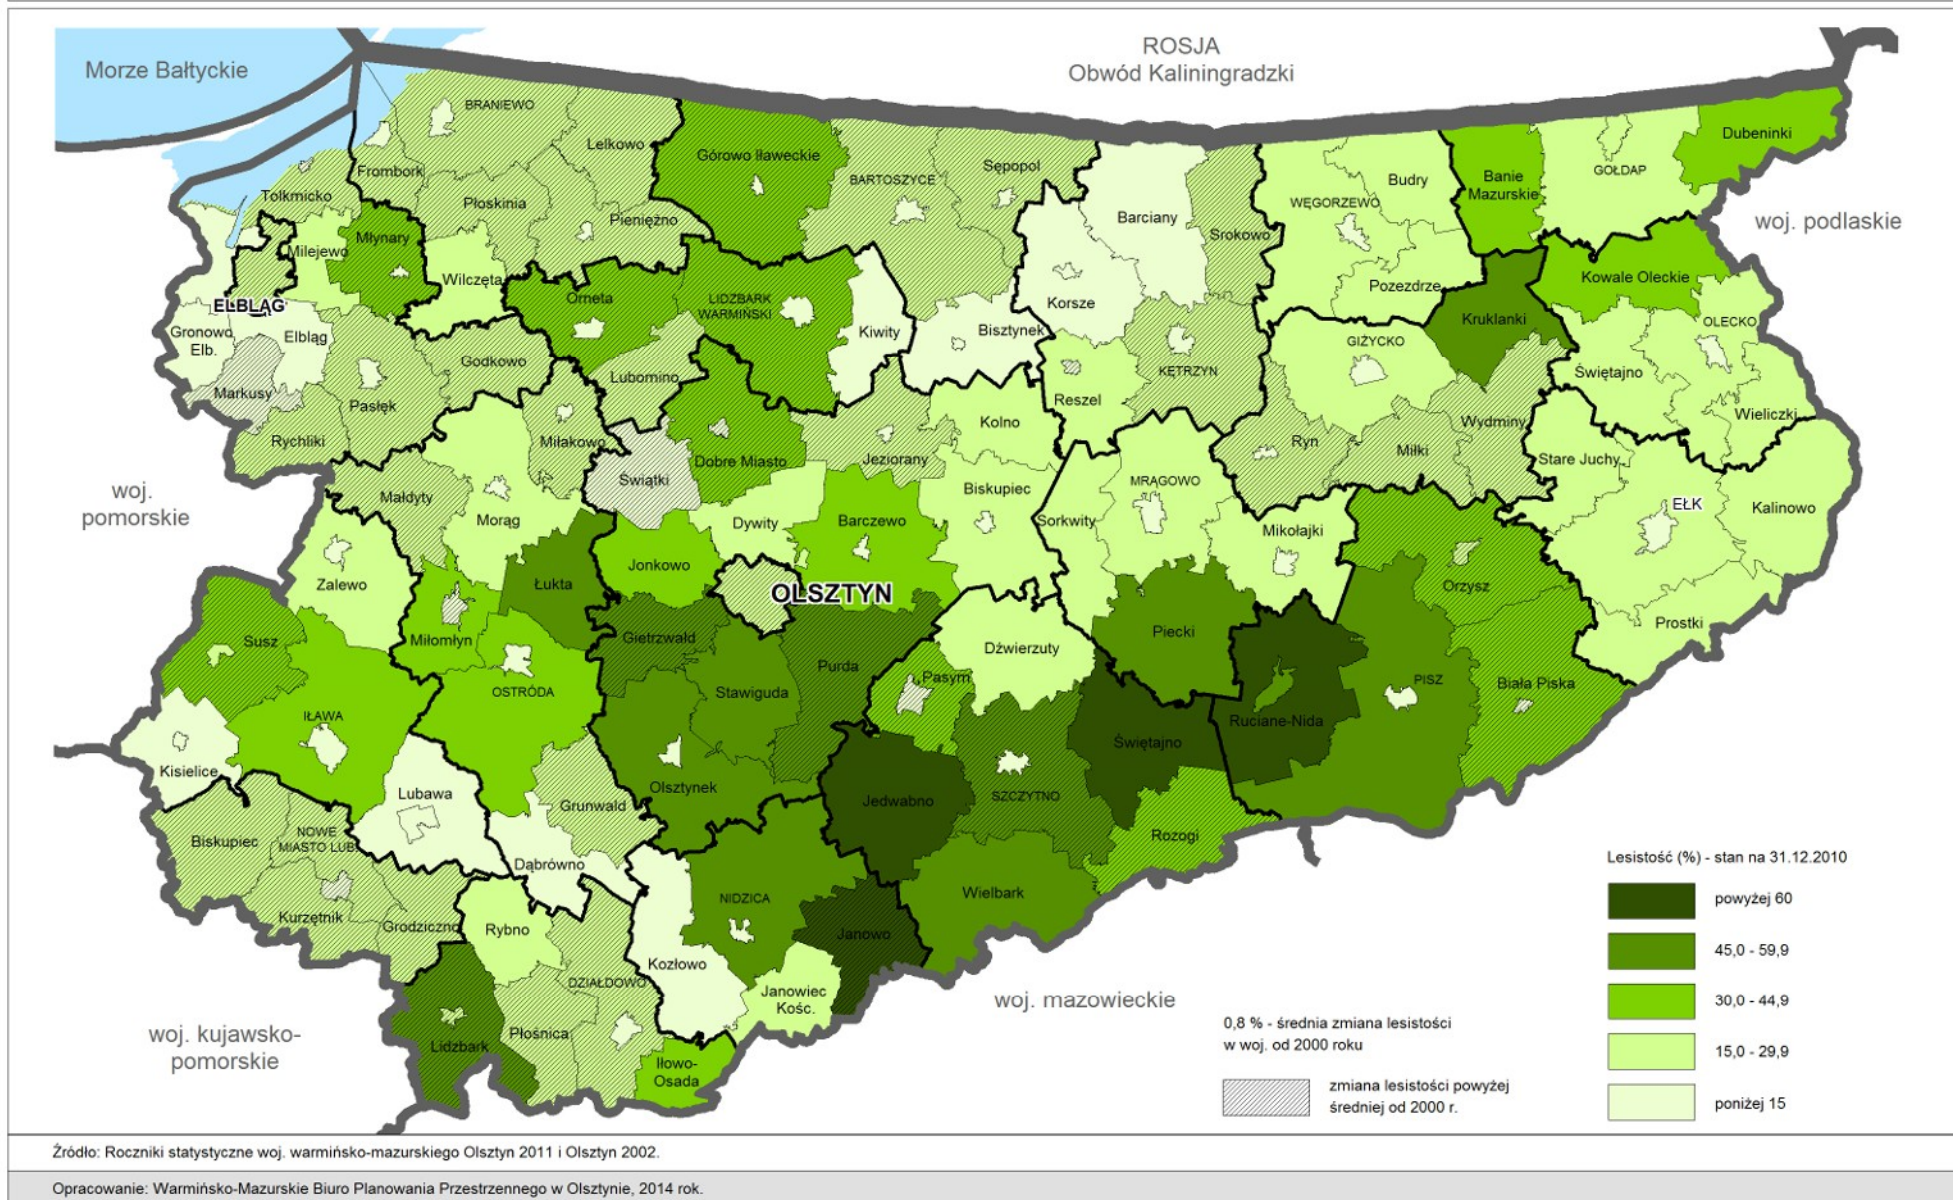 Morze Bałtyckie
ROSJA
Obwód Kaliningradzki
BRANIEWO
Lelkowo
Górowo Iławeckie
BARTOSZYCE
Sępopol
Dubeninki
Banie
Mazurskie
GOŁDAP
Budry
WĘGORZEWO
Frombork
Tolkmicko
Płoskinia
Pieniężno
Barciany
Srokowo
woj. podlaskie
Młynary
Milejewo
Wilczęta
Pozezdrze
Kowale Oleckie
ELBLĄG
Orneta
LIDZBARK
WARMIŃSKI
Korsze
Kruklanki
OLECKO
Gronowo
Elb.
Elbląg
Kiwity
Bisztynek
GIŻYCKO
Godkowo
Lubomino
KĘTRZYN
Świętajno
Markusy
Pasłęk
Reszel
Wieliczki
Rychliki
Miłakowo
Kolno
Wydminy
Ryn
Miłki
Dobre Miasto
Jeziorany
Stare Juchy
Świątki
woj.
pomorskie
Małdyty
Morąg
Biskupiec
MRĄGOWO
EŁK
Kalinowo
Dywity
Barczewo
Sorkwity
Mikołajki
Zalewo
Łukta
Jonkowo
OLSZTYN
Orzysz
Susz
Miłomłyn
Gietrzwałd
Piecki
Prostki
Dźwierzuty
Purda
Pasym
OSTRÓDA
Stawiguda
PISZ
Biała Piska
IŁAWA
Ruciane-Nida
Świętajno
Kisielice
Lubawa
Olsztynek
Jedwabno
SZCZYTNO
Grunwald
Rozogi
Biskupiec
NOWE
MIASTO LUB.
Dąbrówno
Wielbark
NIDZICA
Kurzętnik
Grodziczno
Rybno
Janowo
Kozłowo
DZIAŁDOWO
Janowiec
Kośc.
woj. mazowieckie
woj. kujawsko-
pomorskie
Lidzbark
Płośnica
Iłowo-
Osada
Lesistość (%) - stan na 31.12.2010
powyżej 60
45,0 - 59,9
30,0 - 44,9
15,0 - 29,9
poniżej 15
0,8 % - średnia zmiana lesistości
w woj. od 2000 roku
zmiana lesistości powyżej
średniej od 2000 r.
Źródło: Roczniki statystyczne woj. warmińsko-mazurskiego Olsztyn 2011 i Olsztyn 2002.
Opracowanie: Warmińsko-Mazurskie Biuro Planowania Przestrzennego w Olsztynie, 2014 rok.